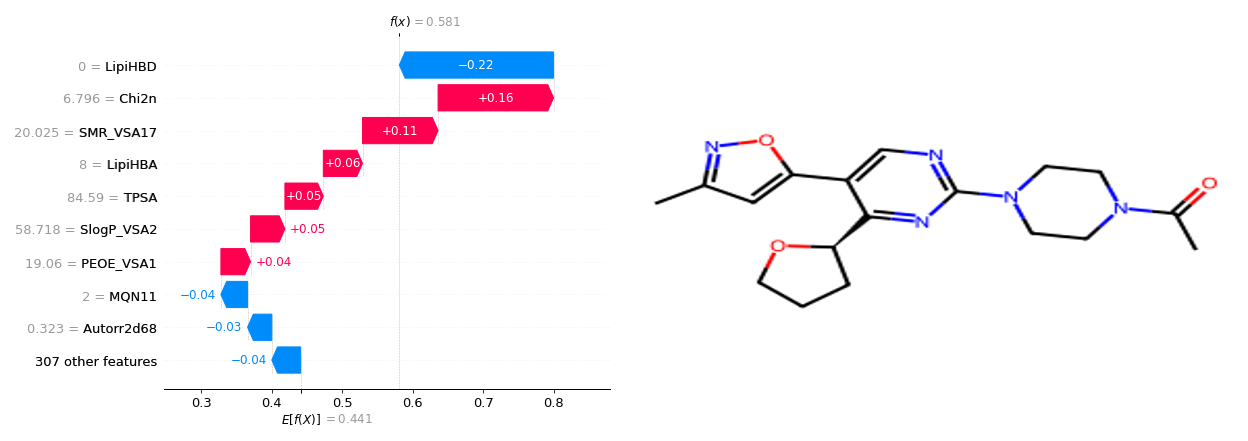 f(x) = 0.581
0 = LipiHBD
−0.22
6.796 = Chi2n
+0.16
20.025 = SMR_VSA17
+0.11
8 = LipiHBA
+0.06
84.59 = TPSA
+0.05
58.718 = SlogP_VSA2
+0.05
19.06 = PEOE_VSA1
+0.04
2 = MQN11
−0.04
0.323 = Autorr2d68
−0.03
307 other features
−0.04
0.3 0.4 0.5 0.6 0.7 0.8
E[f(X)] = 0.441
N O
N
N
O
N
N
O